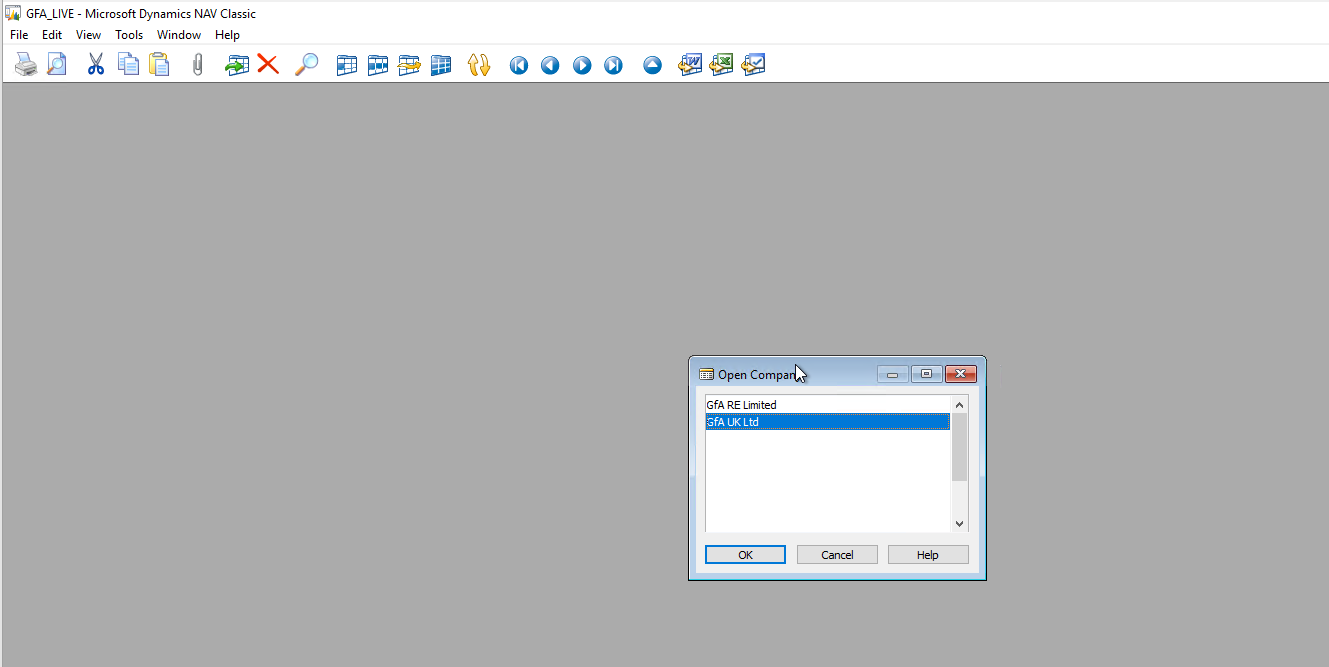 GFA_LIVE - Microsoft Dynamics NAV Classic
File Edit View Tools Window Help
Open Compan
GfA RE Limited
GfA UK Ltd
OK Cancel Help